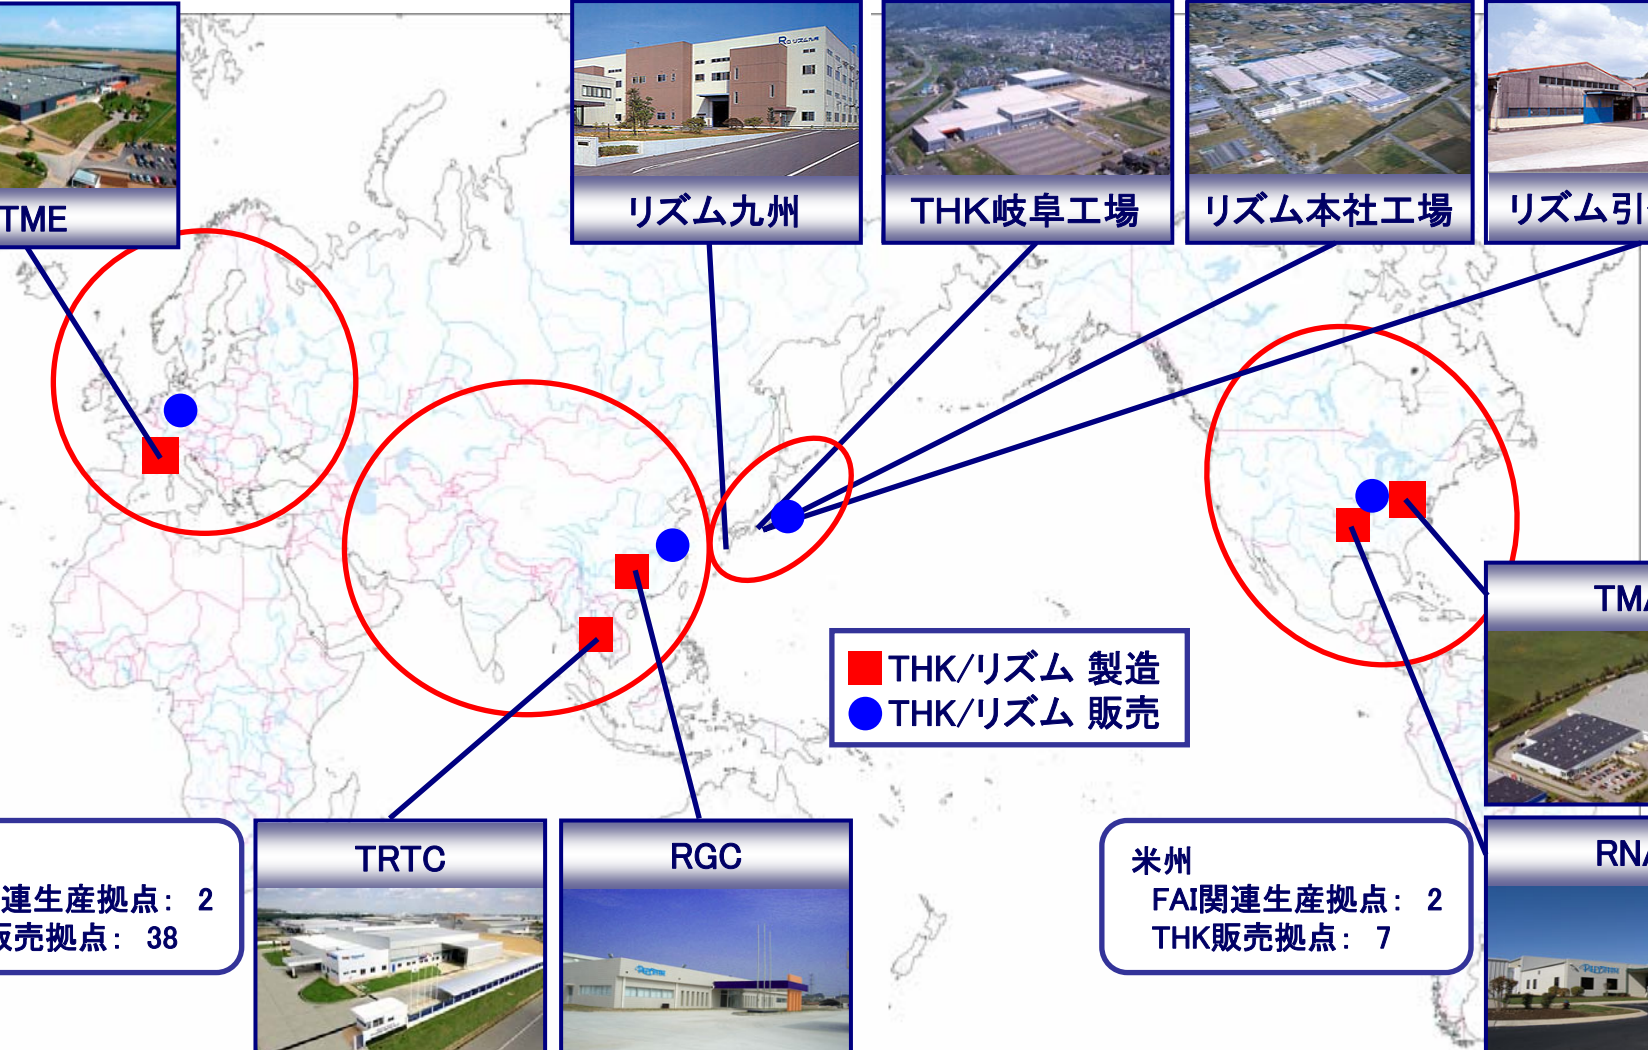 TME
リズム九州
THK岐阜工場
リズム本社工場
リズム引
THK/リズム 製造
THK/リズム 販売
TMA
TRTC
RGC
RNA
連生産拠点： 2
販売拠点： 38
米州
FAI関連生産拠点： 2
THK販売拠点： 7